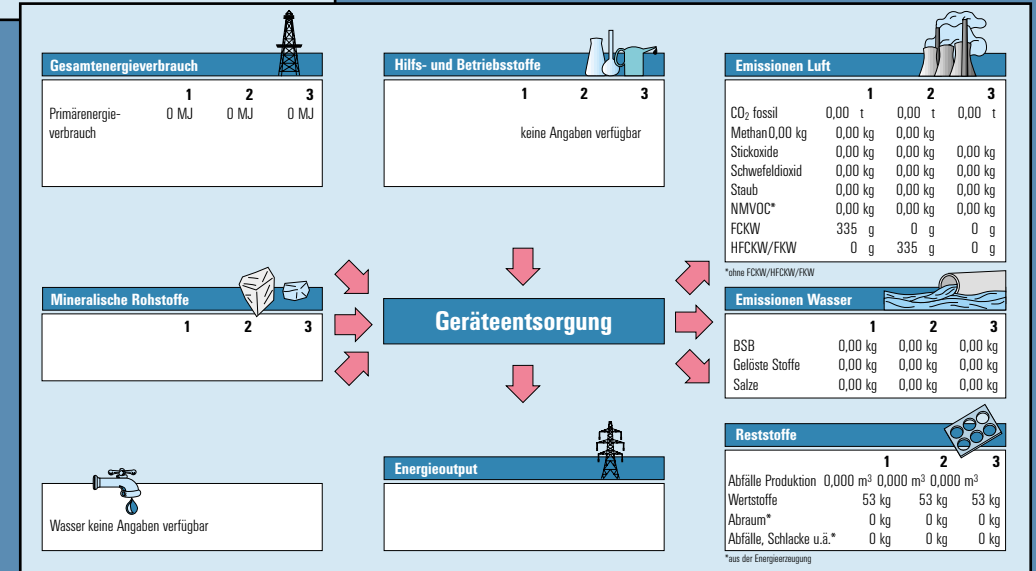 Gesamtenergieverbrauch
1 2 3
Primärenergie- 0 MJ 0 MJ 0 MJ
verbrauch
Hilfs- und Betriebsstoffe
1 2 3
keine Angaben verfügbar
Emissionen Luft
1 2 3
CO₂ fossil 0,00 t 0,00 t 0,00 t
Methan 0,00 kg 0,00 kg 0,00 kg
Stickoxide 0,00 kg 0,00 kg 0,00 kg
Schwefeldioxid 0,00 kg 0,00 kg 0,00 kg
Staub 0,00 kg 0,00 kg 0,00 kg
NMVOC* 0,00 kg 0,00 kg 0,00 kg
FCKW 335 g 0 g 0 g
HFCKW/FKW 0 g 335 g 0 g
*ohne FCKW/HFCKW/FKW
Mineralische Rohstoffe
1 2 3
Geräteentsorgung
Emissionen Wasser
1 2 3
BSB 0,00 kg 0,00 kg 0,00 kg
Gelöste Stoffe 0,00 kg 0,00 kg 0,00 kg
Salze 0,00 kg 0,00 kg 0,00 kg
Wasser keine Angaben verfügbar
Energieoutput
Reststoffe
1 2 3
Abfälle Produktion 0,000 m³ 0,000 m³ 0,000 m³
Wertstoffe 53 kg 53 kg 53 kg
Abraum* 0 kg 0 kg 0 kg
Abfälle, Schlacke u.ä.* 0 kg 0 kg 0 kg
*aus der Energieerzeugung